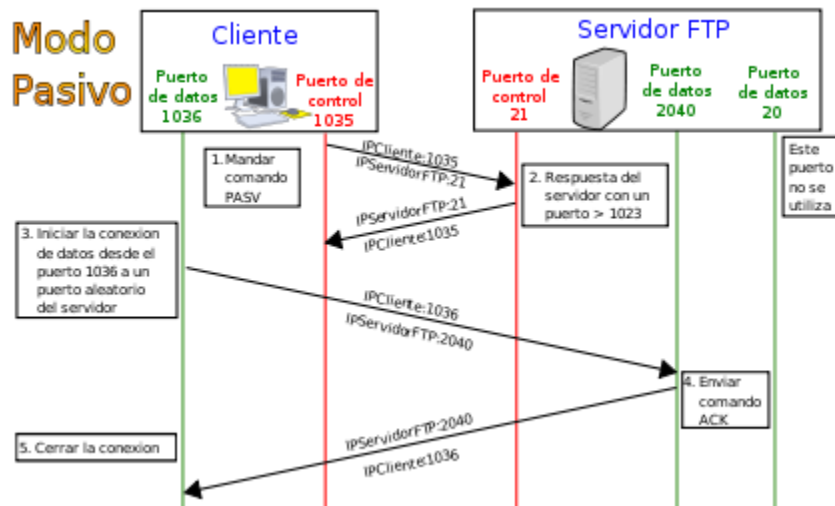 Modo
Pasivo
Cliente
Puerto
de datos
1036
Puerto de
control
1035
Servidor FTP
Puerto de
control
21
Puerto
de datos
2040
Puerto
de datos
20
1. Mandar
comando
PASV
IPCliente:1035
IPServidorFTP:21
2. Respuesta del
servidor con un
puerto > 1023
Este
puerto
no se
utiliza
IPServidorFTP:21
IPCliente:1035
3. Iniciar la conexion
de datos desde el
puerto 1036 a un
puerto aleatorio
del servidor
IPCliente:1036
IPServidorFTP:2040
4. Enviar
comando
ACK
IPServidorFTP:2040
IPCliente:1036
5. Cerrar la conexion